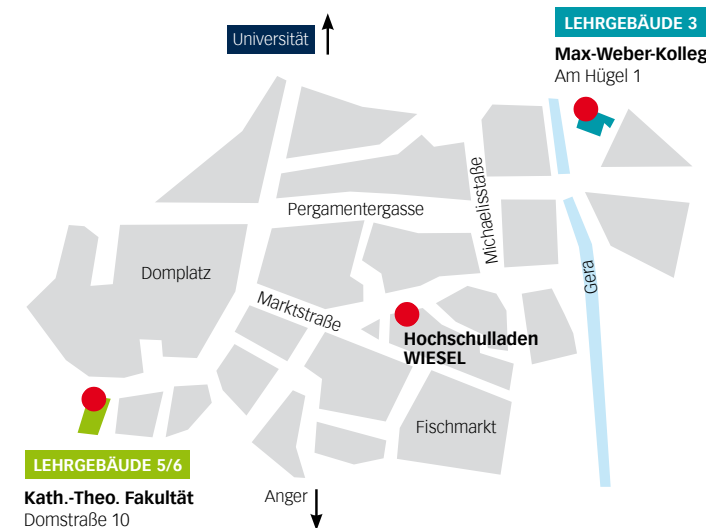 Universität
LEHRGEBÄUDE 3
Max-Weber-Kolleg
Am Hügel 1
Michaelisstaße
Pergamentergasse
Domplatz
Gera
Marktstraße
Hochschulladen
WIESEL
Fischmarkt
LEHRGEBÄUDE 5/6
Kath.-Theo. Fakultät
Domstraße 10
Anger